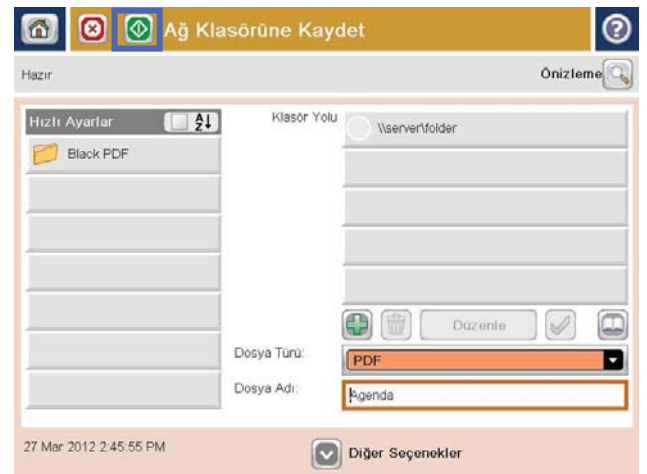 Ağ Klasörüne Kaydet
Hazır
Önizleme
Hızlı Ayarlar
Black PDF
Klasör Yolu
\\server\folder
Düzenle
Dosya Türü:
PDF
Dosya Adı:
Agenda
27 Mar 2012 2:45:55 PM
Diğer Seçenekler